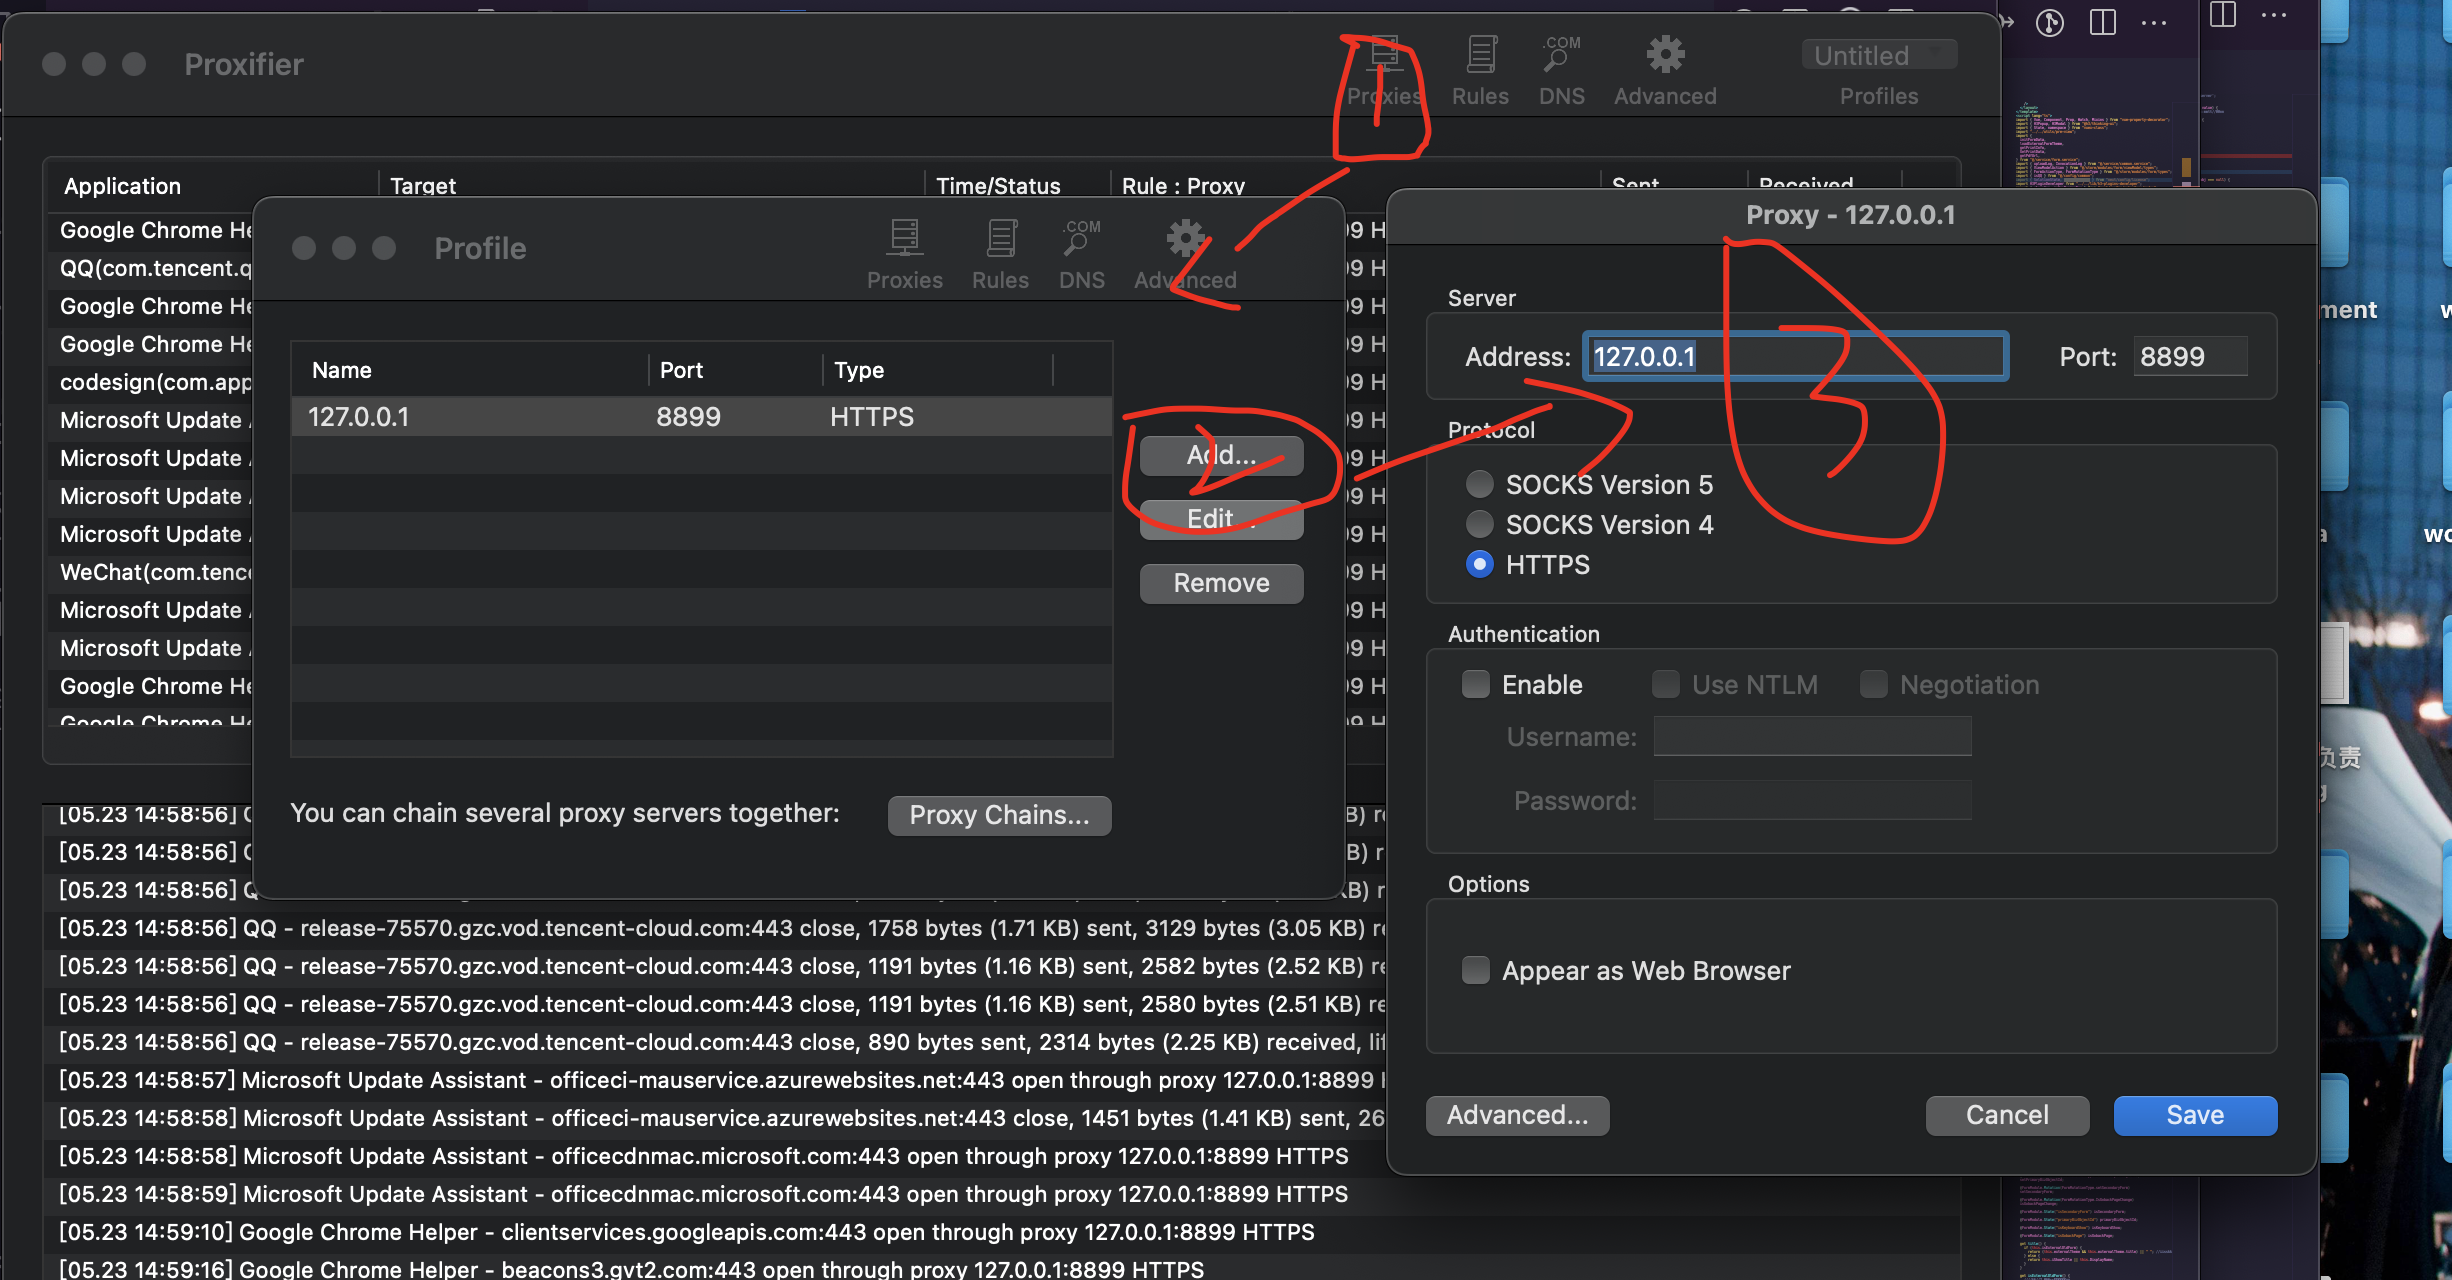 Proxifier
Proxies
Rules
.COM
DNS
Advanced
Untitled
Profiles
1
Application
Target
Time/Status
Rule : Proxy
Sent
Received
Google Chrome He
QQ(com.tencent.q
Google Chrome He
Google Chrome He
codesign(com.app
Microsoft Update
Microsoft Update
Microsoft Update
Microsoft Update
WeChat(com.tence
Microsoft Update
Microsoft Update
Google Chrome He
Google Chrome He
Profile
Proxies
Rules
.COM
DNS
Advanced
Name
Port
Type
127.0.0.1
8899
HTTPS
Add...
2
Edit...
Remove
You can chain several proxy servers together:
Proxy Chains...
Proxy - 127.0.0.1
3
Server
Address:
127.0.0.1
Port:
8899
Protocol
SOCKS Version 5
SOCKS Version 4
HTTPS
Authentication
Enable
Use NTLM
Negotiation
Username:
Password:
Options
Appear as Web Browser
Advanced...
Cancel
Save
[05.23 14:58:56]
[05.23 14:58:56]
[05.23 14:58:56]
[05.23 14:58:56] QQ - release-75570.gzc.vod.tencent-cloud.com:443 close, 1758 bytes (1.71 KB) sent, 3129 bytes (3.05 KB) re
[05.23 14:58:56] QQ - release-75570.gzc.vod.tencent-cloud.com:443 close, 1191 bytes (1.16 KB) sent, 2582 bytes (2.52 KB) re
[05.23 14:58:56] QQ - release-75570.gzc.vod.tencent-cloud.com:443 close, 1191 bytes (1.16 KB) sent, 2580 bytes (2.51 KB) re
[05.23 14:58:56] QQ - release-75570.gzc.vod.tencent-cloud.com:443 close, 890 bytes sent, 2314 bytes (2.25 KB) received, lif
[05.23 14:58:57] Microsoft Update Assistant - officeci-mauservice.azurewebsites.net:443 open through proxy 127.0.0.1:8899 H
[05.23 14:58:58] Microsoft Update Assistant - officeci-mauservice.azurewebsites.net:443 close, 1451 bytes (1.41 KB) sent, 26
[05.23 14:58:58] Microsoft Update Assistant - officecdnmac.microsoft.com:443 open through proxy 127.0.0.1:8899 HTTPS
[05.23 14:58:59] Microsoft Update Assistant - officecdnmac.microsoft.com:443 open through proxy 127.0.0.1:8899 HTTPS
[05.23 14:59:10] Google Chrome Helper - clientservices.googleapis.com:443 open through proxy 127.0.0.1:8899 HTTPS
[05.23 14:59:16] Google Chrome Helper - beacons3.gvt2.com:443 open through proxy 127.0.0.1:8899 HTTPS
ment
负责